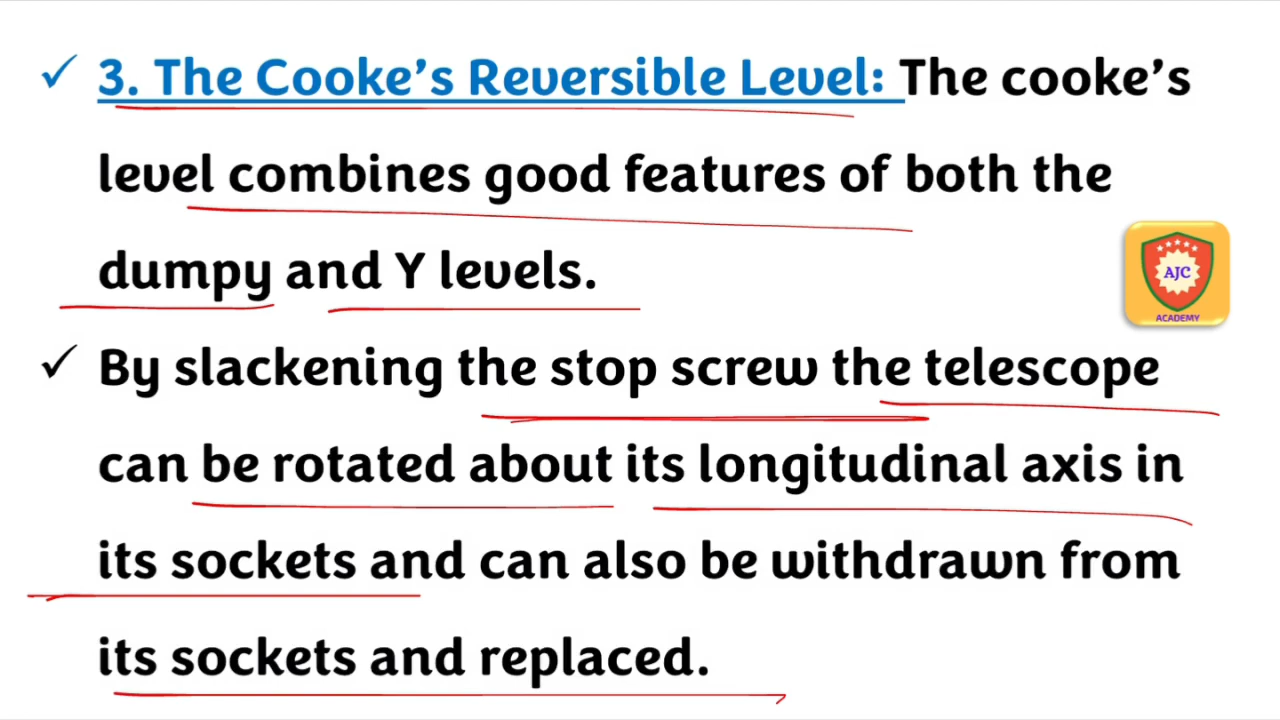 ✓ 3. The Cooke's Reversible Level: The cooke's
level combines good features of both the
dumpy and Y levels.
AJC
ACADEMY
✓ By slackening the stop screw the telescope
can be rotated about its longitudinal axis in
its sockets and can also be withdrawn from
its sockets and replaced.